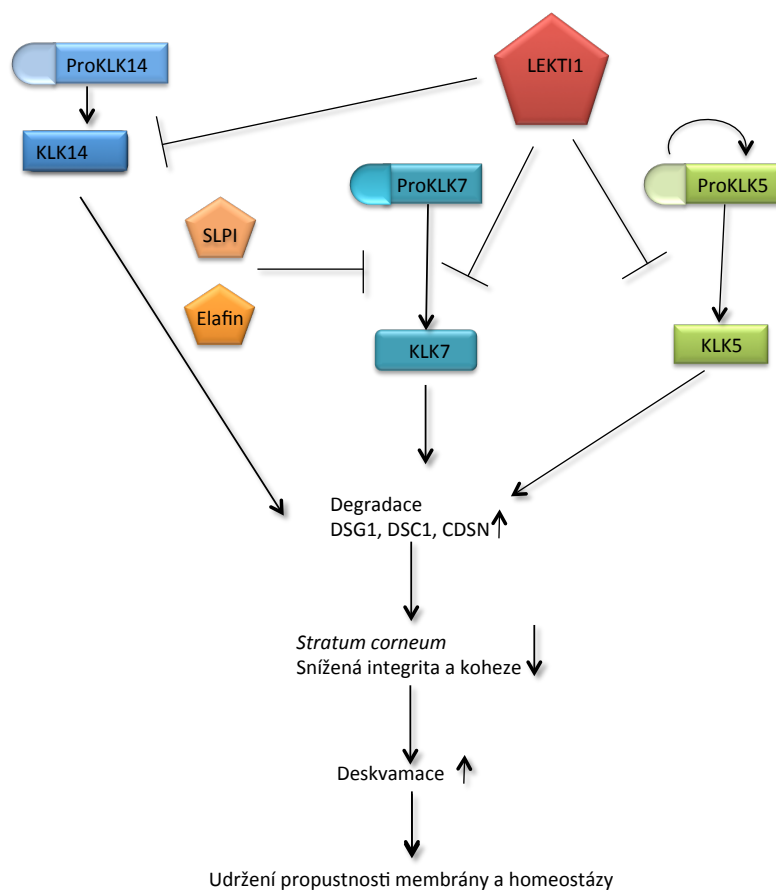 ProKLK14
LEKTI1
KLK14
ProKLK7
ProKLK5
SLPI
Elafin
KLK7
KLK5
Degradace
DSG1, DSC1, CDSN
Stratum corneum
Snížená integrita a koheze
Deskvamace
Udržení propustnosti membrány a homeostázy